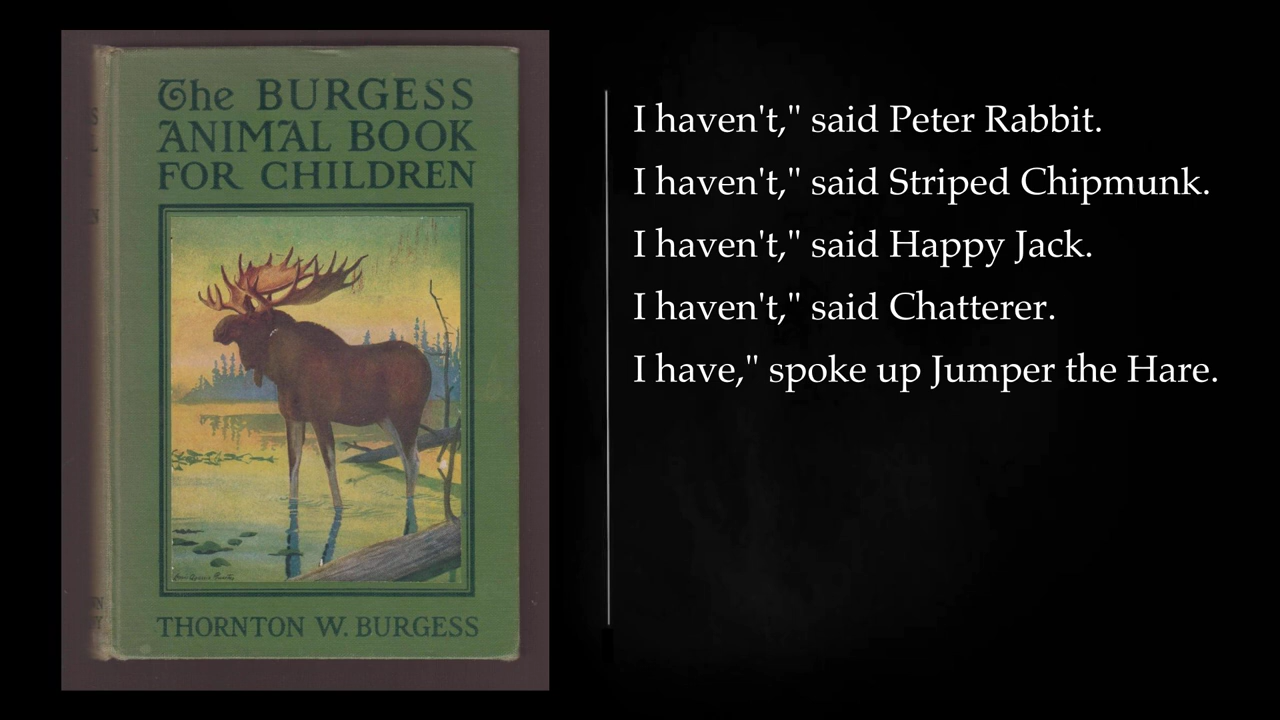 The BURGESS
ANIMAL BOOK
FOR CHILDREN
THORNTON W. BURGESS
I haven't," said Peter Rabbit.
I haven't," said Striped Chipmunk.
I haven't," said Happy Jack.
I haven't," said Chatterer.
I have," spoke up Jumper the Hare.